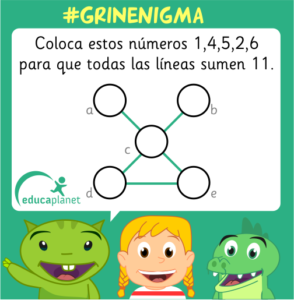 #GRINENIGMA
Coloca estos números 1,4,5,2,6
para que todas las líneas sumen 11.
a
b
c
d
e
educaplanet